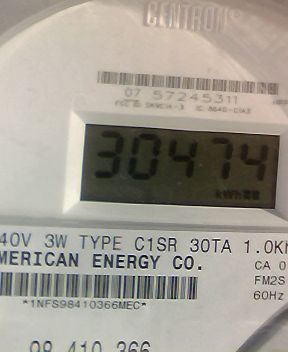 CENTRON®
07 57245311
30474
kWh
40V 3W TYPE C1SR 30TA 1.0K
MERICAN ENERGY CO.
CA 0
FM2S
*1NFS98410366MEC*
60Hz
98 410 366